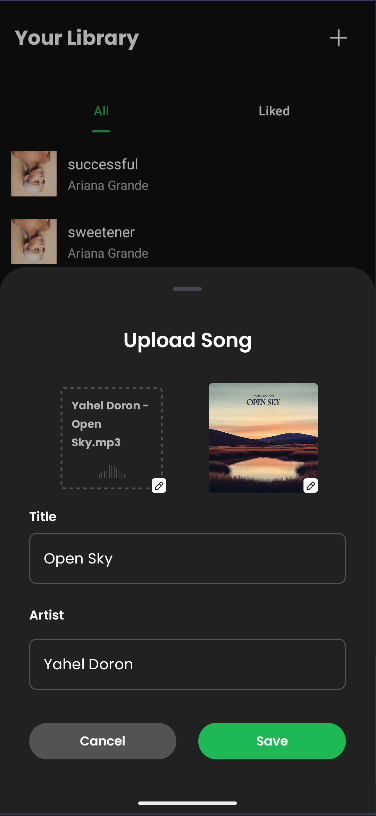 Your Library
All
Liked
successful
Ariana Grande
sweetener
Ariana Grande
Upload Song
Yahel Doron -
Open
Sky.mp3
OPEN SKY
Title
Open Sky
Artist
Yahel Doron
Cancel
Save